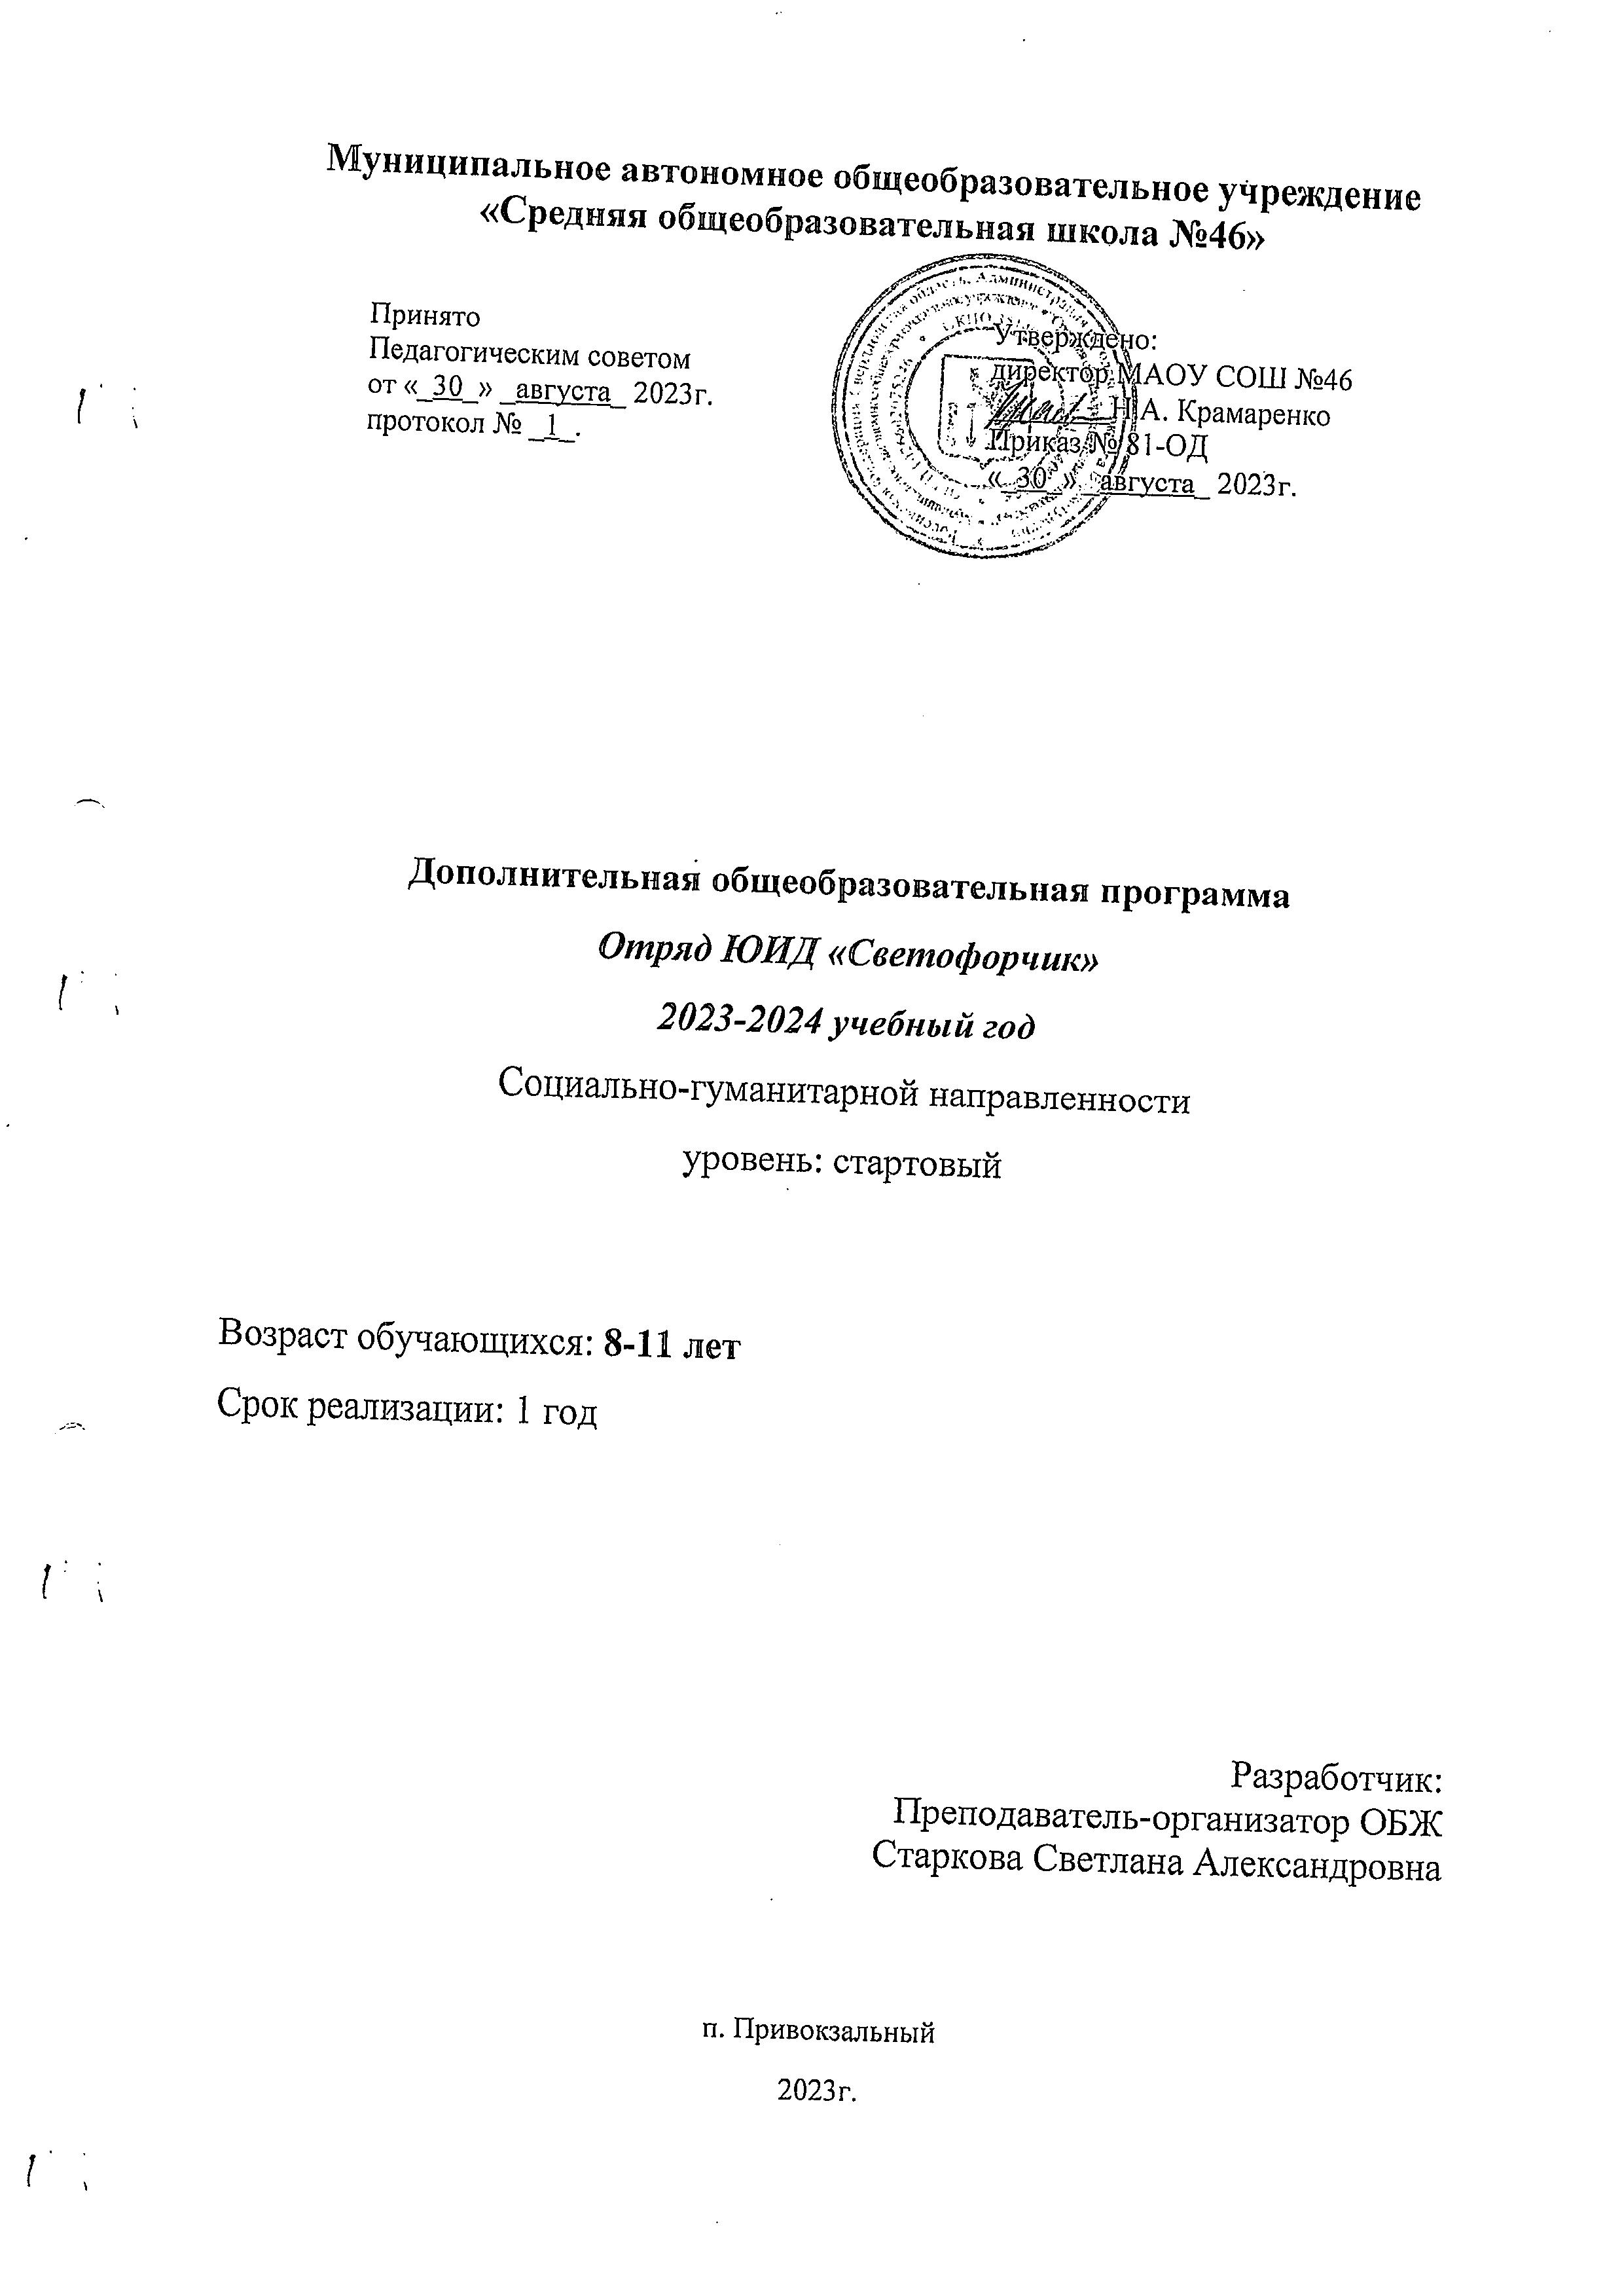 Муниципальное автономное общеобразовательное учреждение
«Средняя общеобразовательная школа №46»
Принято
Педагогическим советом
от «_30_» _августа_ 2023г.
протокол № _1_.
Утверждено:
директор МАОУ СОШ №46
Н.А. Крамаренко
Приказ № 81-ОД
«_30_» _августа_ 2023г.
Дополнительная общеобразовательная программа
Отряд ЮИД «Светофорчик»
2023-2024 учебный год
Социально-гуманитарной направленности
уровень: стартовый
Возраст обучающихся: 8-11 лет
Срок реализации: 1 год
Разработчик:
Преподаватель-организатор ОБЖ
Старкова Светлана Александровна
п. Привокзальный
2023г.